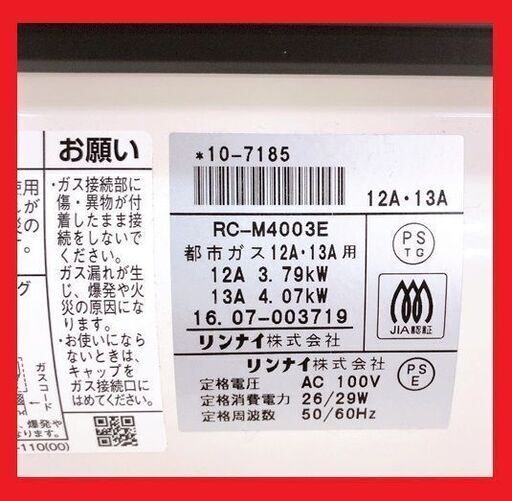 お願い
・ガス接続部に
傷・異物が付
着したまま接
続をしないで
ください。
ガス漏れが生
じ、爆発や火
災の原因にな
ります。
・お使いになら
ないときは、
キャップを
ガス接続口に
はめてください。
ガスコード
-110(00)
*10-7185
12A・13A
RC-M4003E
都市ガス12A・13A用
12A 3.79kW
13A 4.07kW
16.07-003719
リンナイ株式会社
PS
TG
JIA認証
リンナイ株式会社
定格電圧 AC 100V
定格消費電力 26/29W
定格周波数 50/60Hz
PS
E